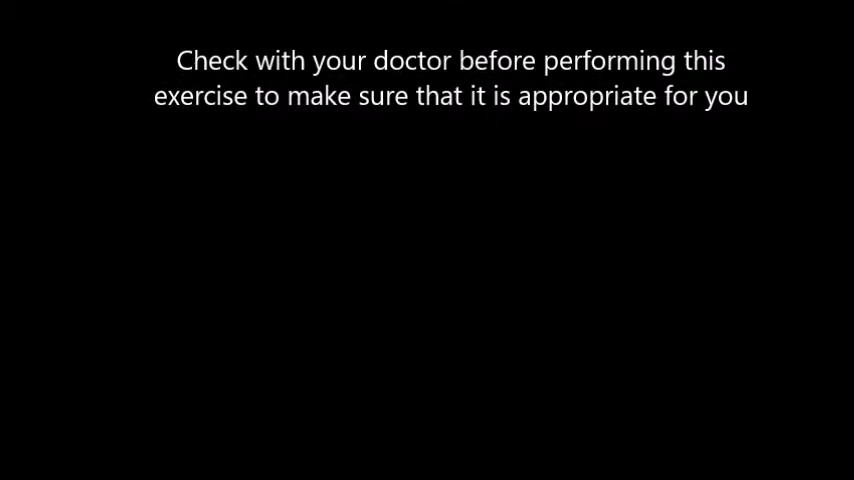 Check with your doctor before performing this
exercise to make sure that it is appropriate for you